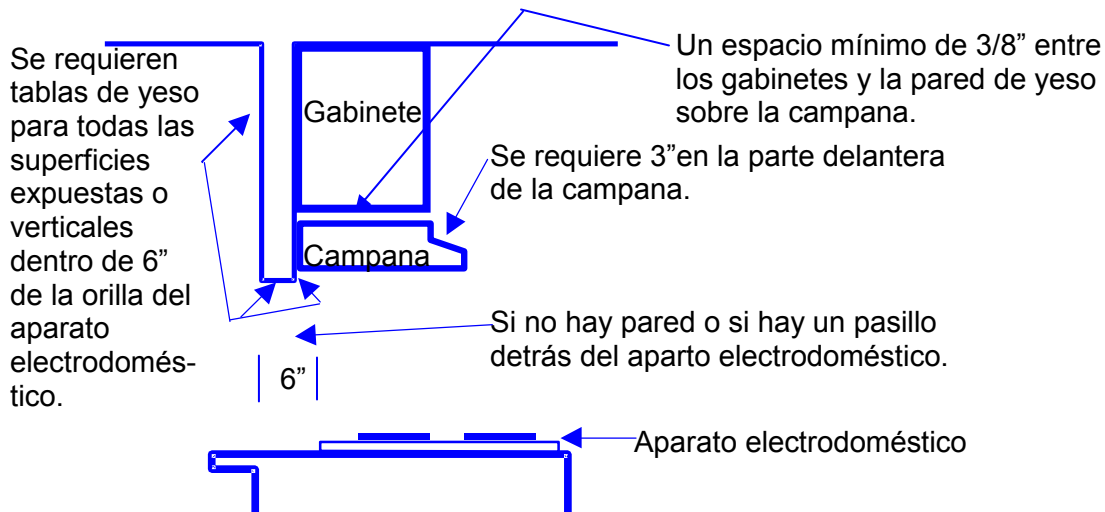 Se requieren
tablas de yeso
para todas las
superficies
expuestas o
verticales
dentro de 6”
de la orilla del
aparato
electrodomés-
tico.
Gabinete
Campana
Un espacio mínimo de 3/8” entre
los gabinetes y la pared de yeso
sobre la campana.
Se requiere 3”en la parte delantera
de la campana.
Si no hay pared o si hay un pasillo
detrás del aparto electrodoméstico.
6”
Aparato electrodoméstico